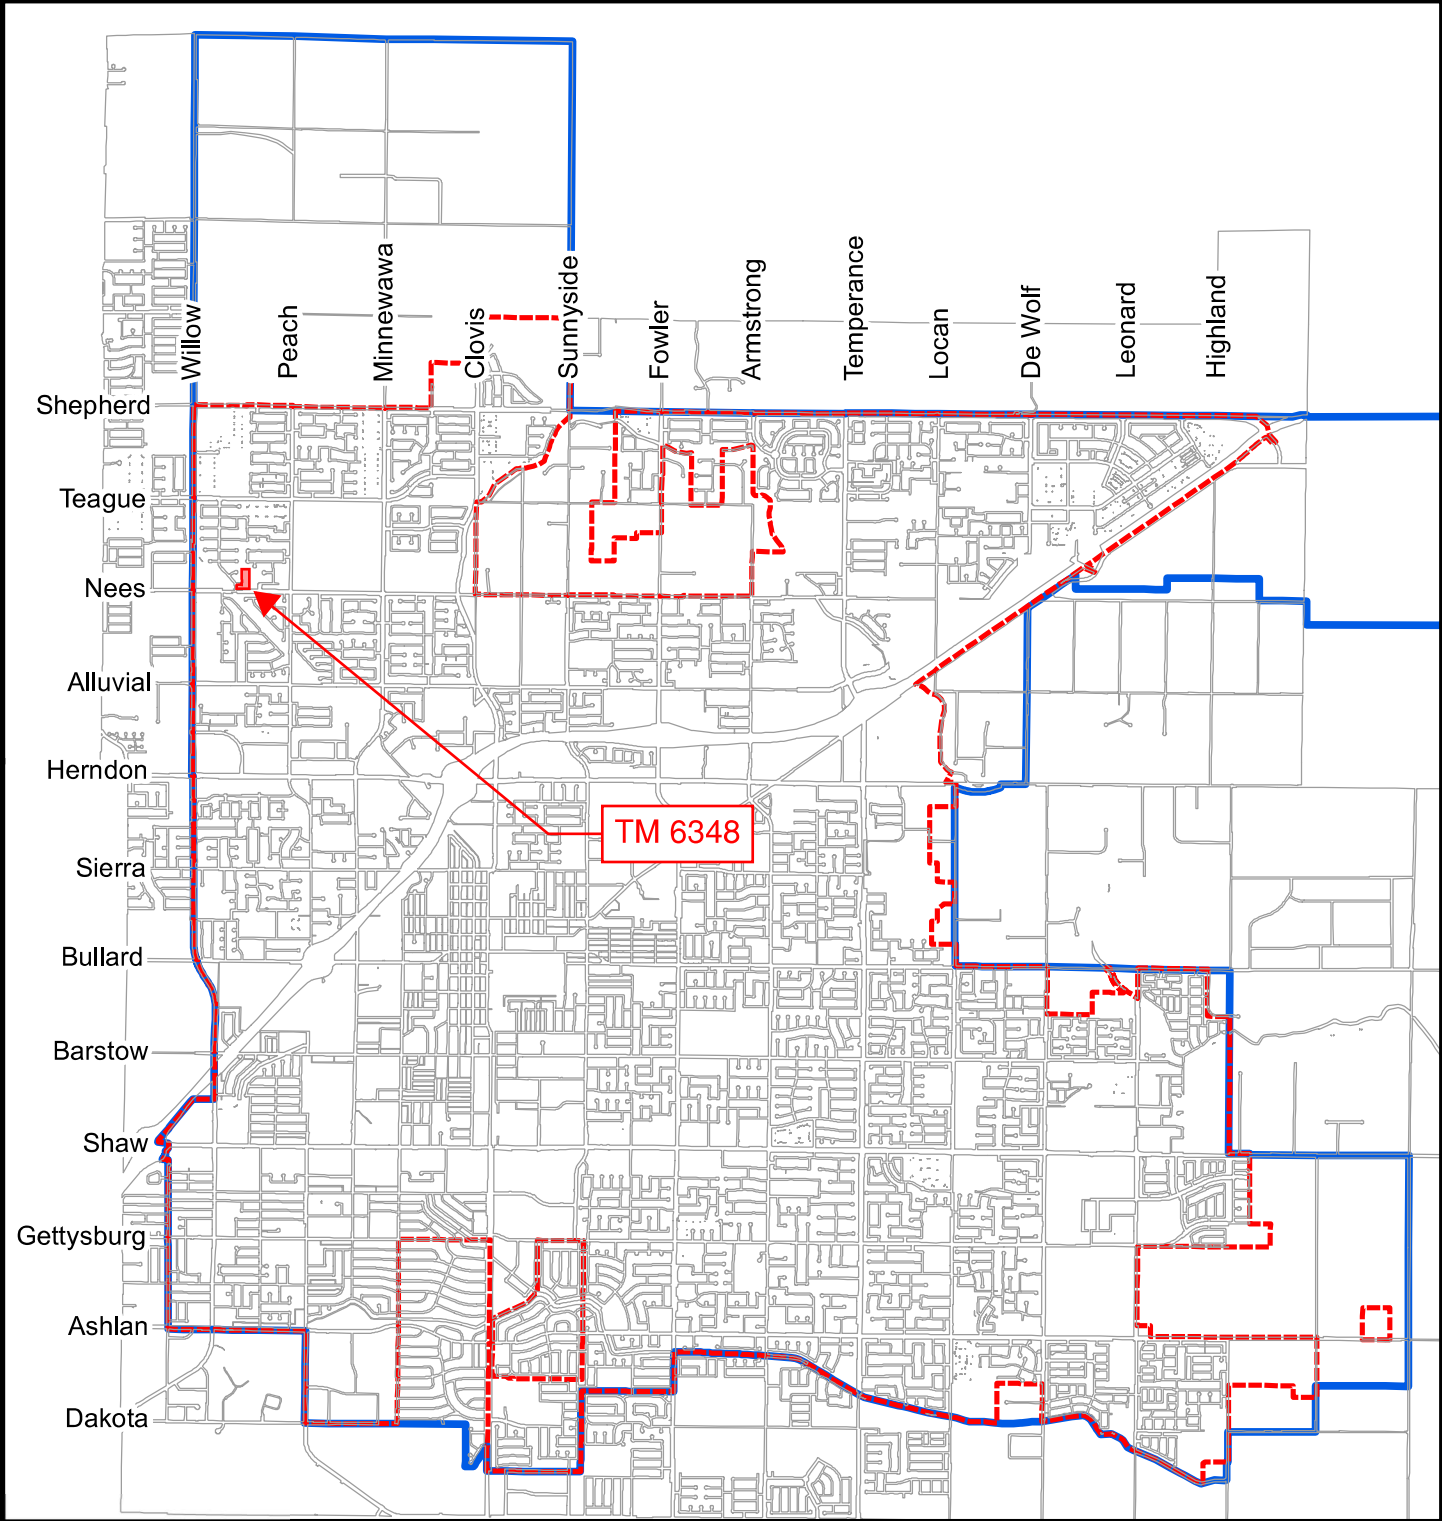 Willow
Peach
Minnewawa
Clovis
Sunnyside
Fowler
Armstrong
Temperance
Locan
De Wolf
Leonard
Highland
Shepherd
Teague
Nees
Alluvial
Herndon
TM 6348
Sierra
Bullard
Barstow
Shaw
Gettysburg
Ashlan
Dakota